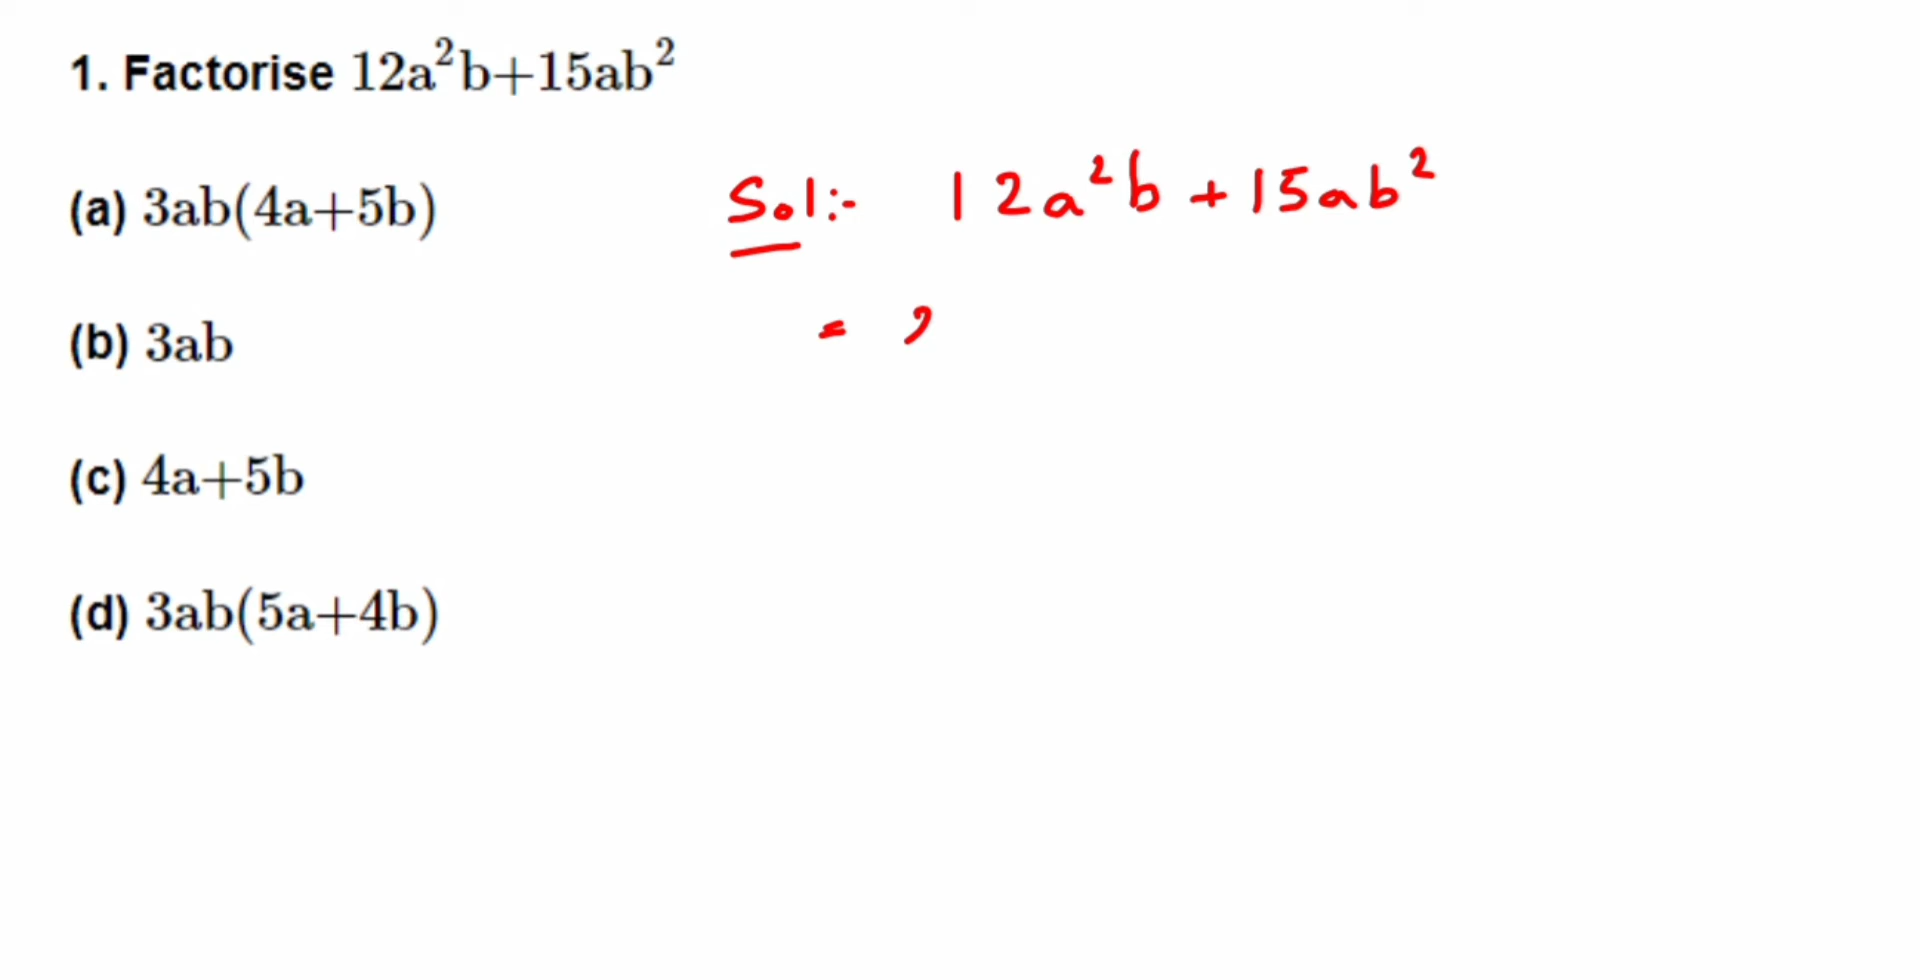 1. Factorise 12a²b+15ab²
(a) 3ab(4a+5b)
Sol:- 12a²b + 15ab²
(b) 3ab
=
(c) 4a+5b
(d) 3ab(5a+4b)